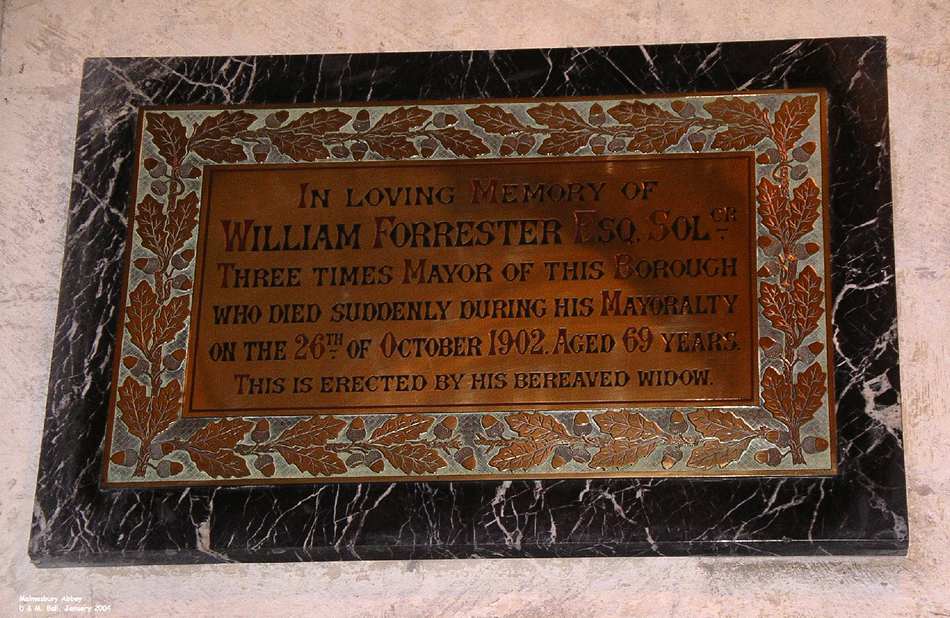 In loving Memory of
William Forrester Esq. Solcr
Three times Mayor of this Borough
who died suddenly during his Mayoralty
on the 26th of October 1902. Aged 69 years.
This is erected by his bereaved widow.
Malmesbury Abbey
D & M. Ball, January 2004